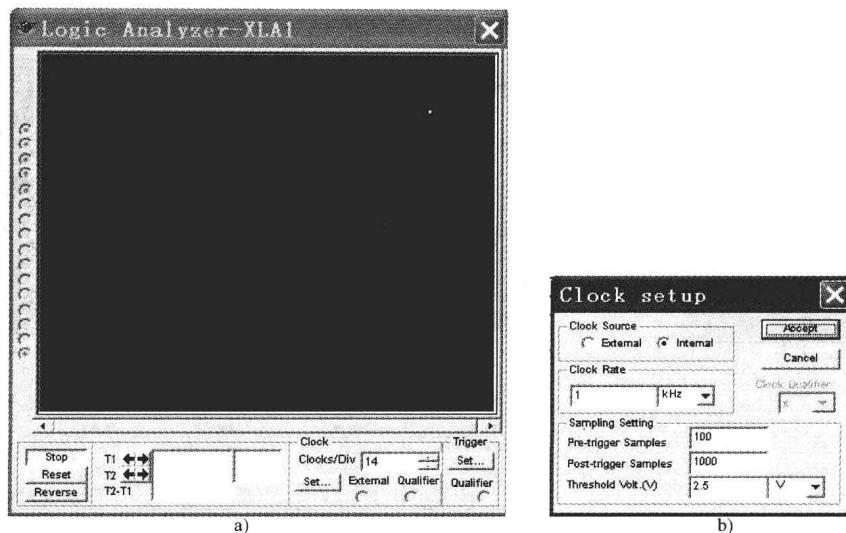 Logic Analyzer-XLA1
Stop
Reset
Reverse
T1
T2
T2-T1
Clock
Clocks/Div 14
Set...
External Qualifier
Trigger
Set...
Qualifier
a)
Clock setup
Clock Source
External Internal
Accept
Cancel
Clock Rate
1 kHz
Clock Qualifier
x
Sampling Setting
Pre-trigger Samples 100
Post-trigger Samples 1000
Threshold Volt.(V) 2.5 V
b)